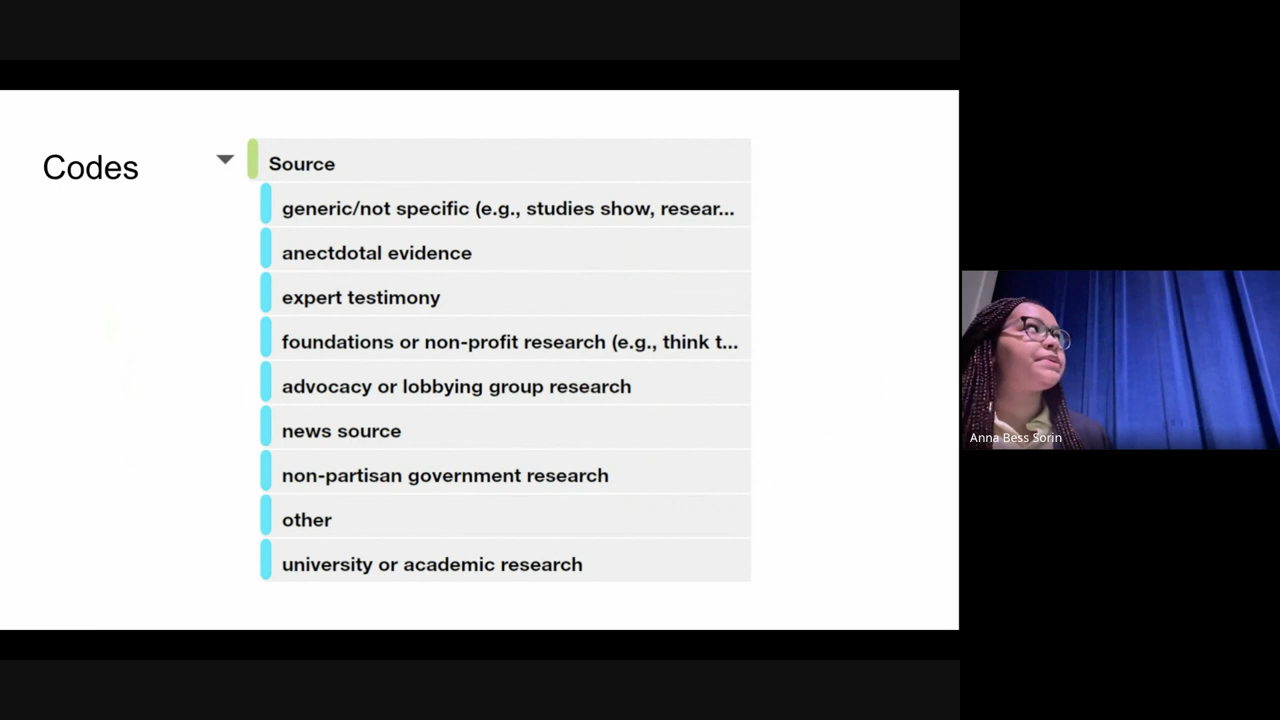 Codes
Source
generic/not specific (e.g., studies show, resear...
anectdotal evidence
expert testimony
foundations or non-profit research (e.g., think t...
advocacy or lobbying group research
news source
non-partisan government research
other
university or academic research
Anna Bess Sorin